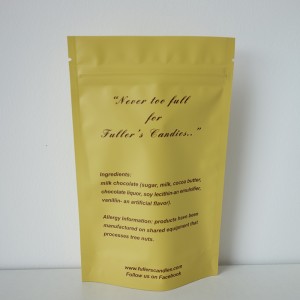 "Never too full
for
Fuller's Candies.."
Ingredients:
milk chocolate (sugar, milk, cocoa butter,
chocolate liquor, soy lecithin-an emulsifier,
vanillin- an artificial flavor)
Allergy Information: products have been
manufactured on shared equipment that
processes tree nuts.
www.fullerscandies.com
Follow us on Facebook